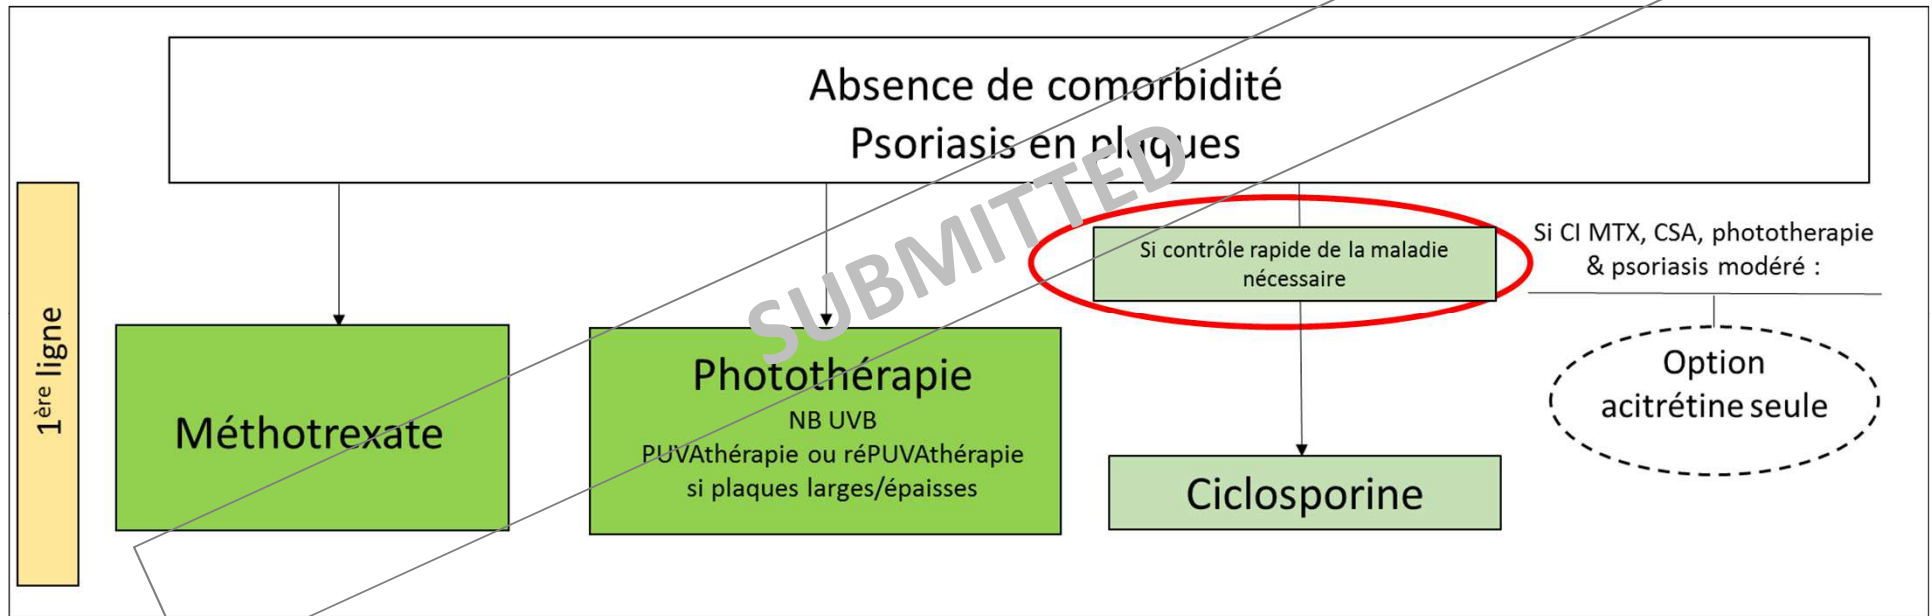 Absence de comorbidité
Psoriasis en plaques
SUBMITTED
1ère ligne
Méthotrexate
Photothérapie
NB UVB
PUVAthérapie ou réPUVAthérapie
si plaques larges/épaisses
Si contrôle rapide de la maladie
nécessaire
Ciclosporine
Si CI MTX, CSA, photothérapie
& psoriasis modéré :
Option
acitrétine seule